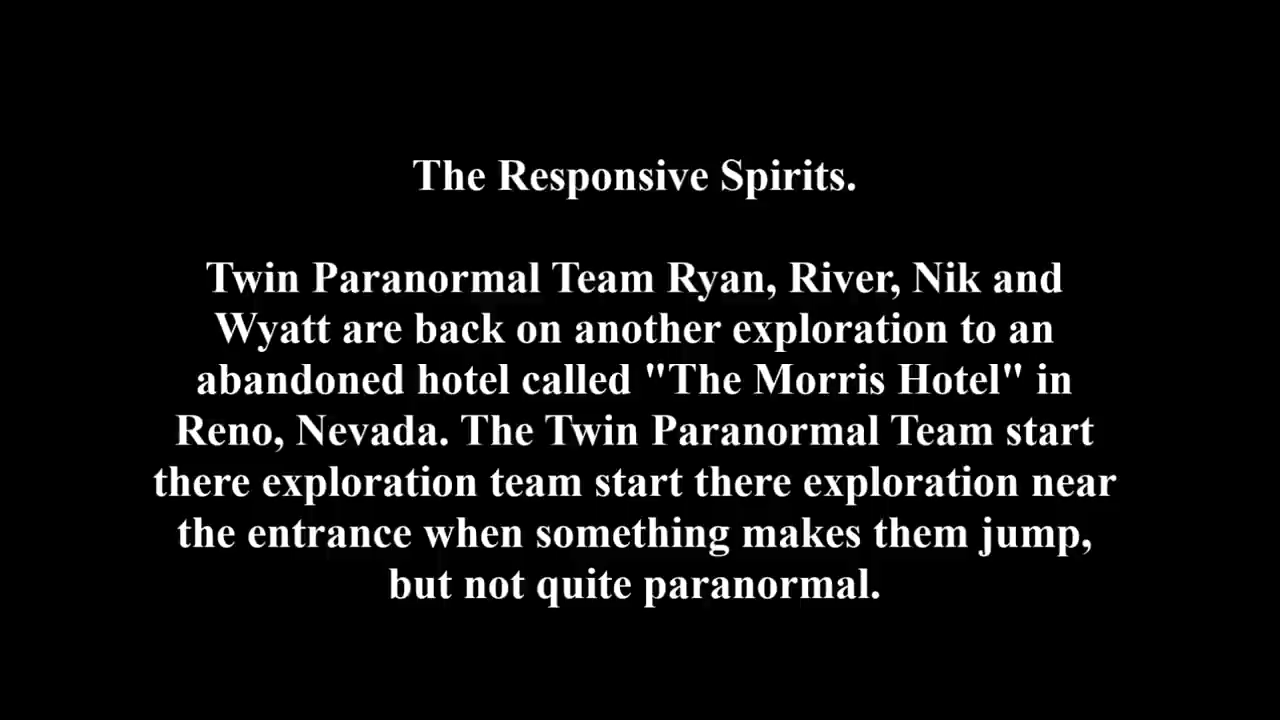 The Responsive Spirits.
Twin Paranormal Team Ryan, River, Nik and
Wyatt are back on another exploration to an
abandoned hotel called "The Morris Hotel" in
Reno, Nevada. The Twin Paranormal Team start
there exploration team start there exploration near
the entrance when something makes them jump,
but not quite paranormal.